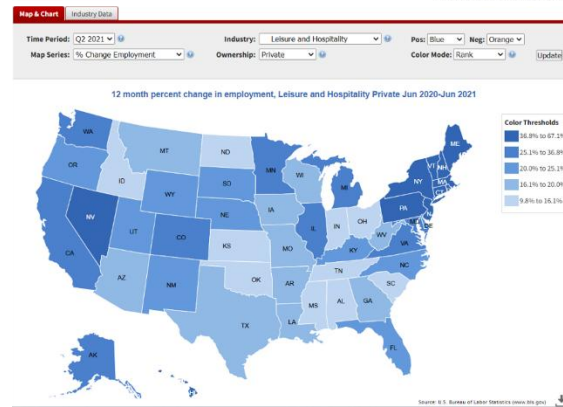 Map & Chart Industry Data
Time Period: Q2 2021 Industry: Leisure and Hospitality Pos: Blue Neg: Orange
Map Series: % Change Employment Ownership: Private Color Mode: Rank Update
12 month percent change in employment, Leisure and Hospitality Private Jun 2020-Jun 2021
Color Thresholds
36.8% to 67.1%
25.1% to 36.8%
20.0% to 25.1%
16.1% to 20.0%
9.8% to 16.1%
WA MT ND MN WI MI ME
OR ID WY SD NY VT NH
MA
CT
NV UT CO NE IA IL IN OH PA NJ
MD DE
CA KS MO KY WV VA
AZ NM OK AR TN NC SC
TX LA MS AL GA
AK FL
Source: U.S. Bureau of Labor Statistics (www.bls.gov)